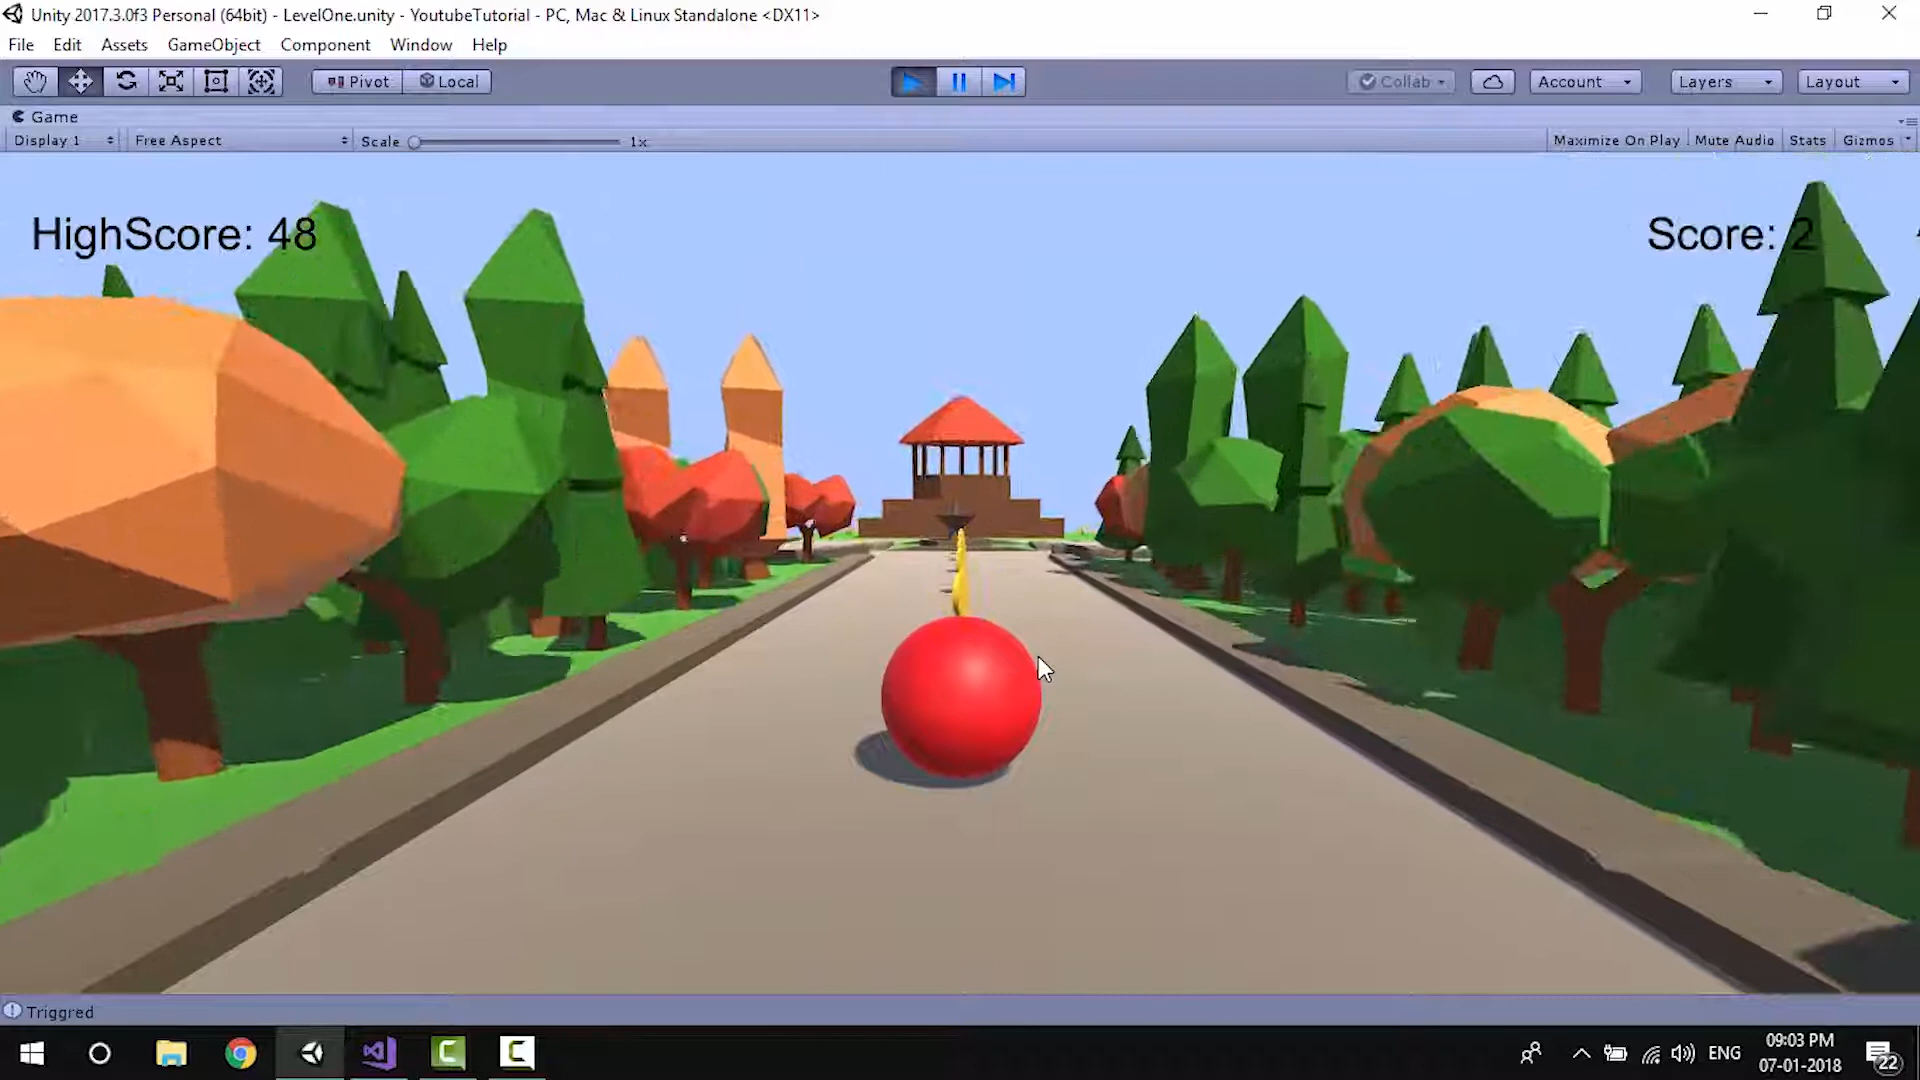 Unity 2017.3.0f3 Personal (64bit) - LevelOne.unity - YoutubeTutorial - PC, Mac & Linux Standalone <DX11>
File Edit Assets GameObject Component Window Help
Pivot Local Collab Account Layers Layout
Game
Display 1 Free Aspect Scale 1x Maximize On Play Mute Audio Stats Gizmos
HighScore: 48 Score: 2
Triggred
ENG 09:03 PM
07-01-2018
22